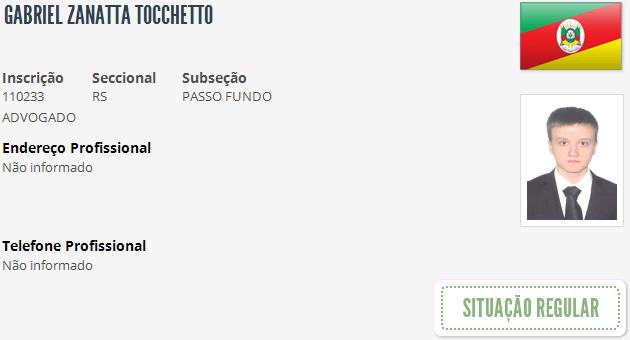 GABRIEL ZANATTA TOCCHETTO
Inscrição Seccional Subseção
110233 RS PASSO FUNDO
ADVOGADO
Endereço Profissional
Não informado
Telefone Profissional
Não informado
SITUAÇÃO REGULAR